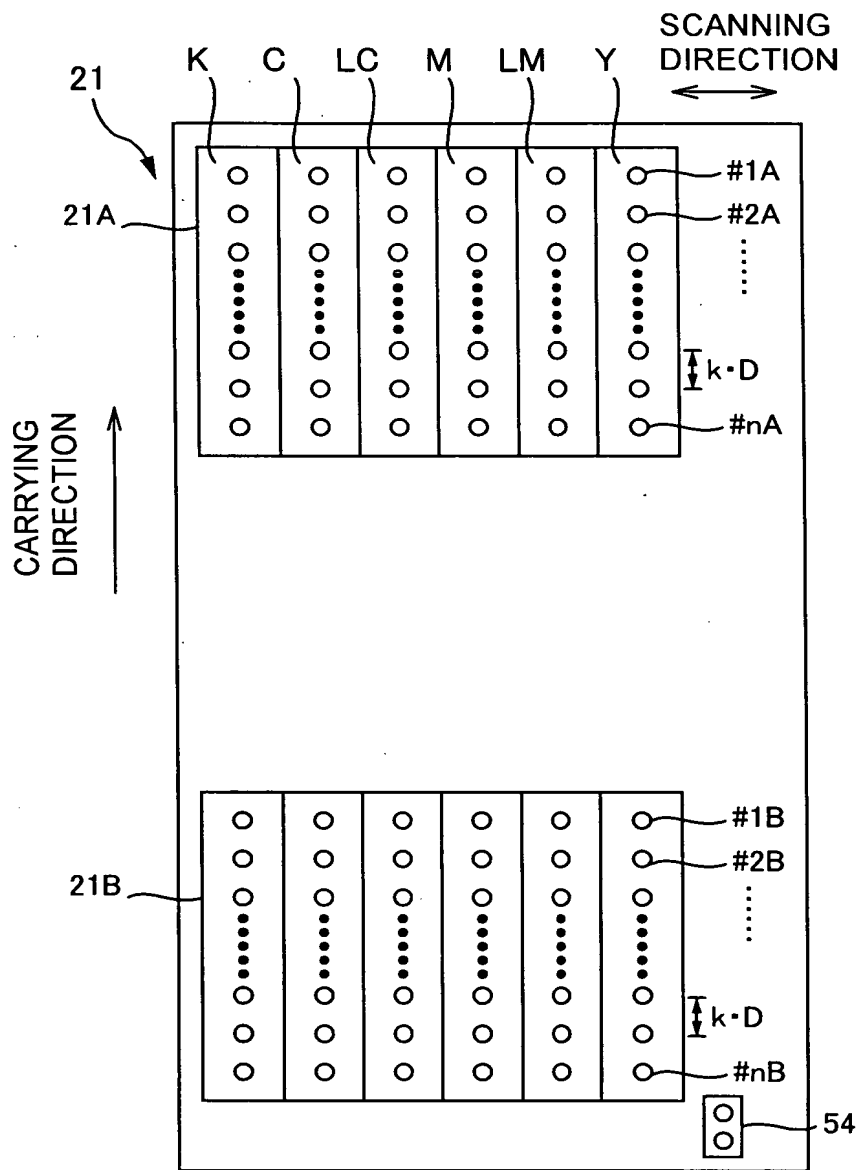 SCANNING
DIRECTION
K C LC M LM Y
21
#1A
21A
#2A
k·D
#nA
CARRYING
DIRECTION
#1B
#2B
21B
k·D
#nB
54